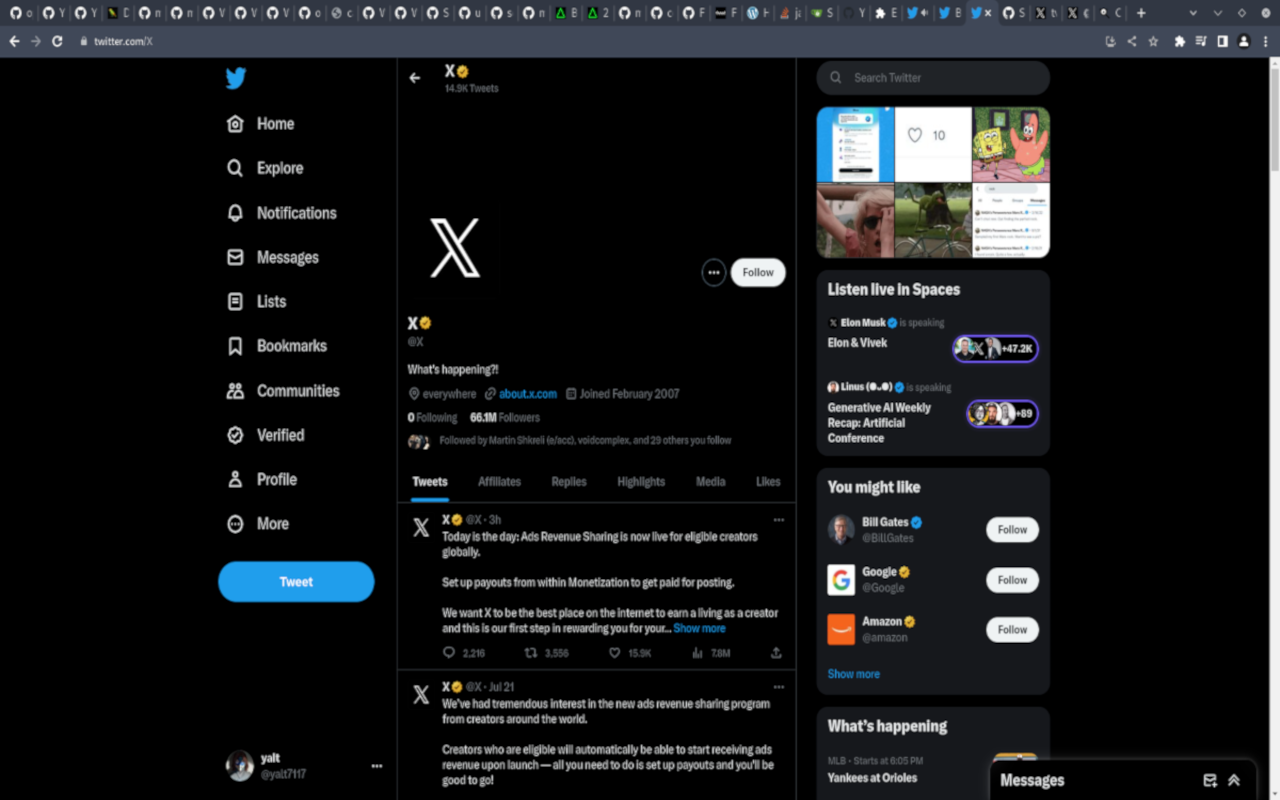 twitter.com/X
Home
Explore
Notifications
Messages
Lists
Bookmarks
Communities
Verified
Profile
More
Tweet
yalt
@yalt7117
X
14.9K Tweets
Follow
X
@X
What's happening?!
everywhere about.x.com Joined February 2007
0 Following 66.1M Followers
Followed by Martin Shkreli (e/acc), voidcomplex, and 29 others you follow
Tweets Affiliates Replies Highlights Media Likes
X @X · 3h
Today is the day: Ads Revenue Sharing is now live for eligible creators
globally.
Set up payouts from within Monetization to get paid for posting.
We want X to be the best place on the internet to earn a living as a creator
and this is our first step in rewarding you for your... Show more
2,216 3,556 15.9K 7.8M
X @X · Jul 21
We've had tremendous interest in the new ads revenue sharing program
from creators around the world.
Creators who are eligible will automatically be able to start receiving ads
revenue upon launch — all you need to do is set up payouts and you'll be
good to go!
Search Twitter
10
Listen live in Spaces
Elon Musk is speaking
Elon & Vivek
+47.2K
Linus (●ᴗ●) is speaking
Generative AI Weekly
Recap: Artificial
Conference
+89
You might like
Bill Gates
@BillGates
Follow
Google
@Google
Follow
Amazon
@amazon
Follow
Show more
What's happening
MLB · Starts at 6:05 PM
Yankees at Orioles
Messages